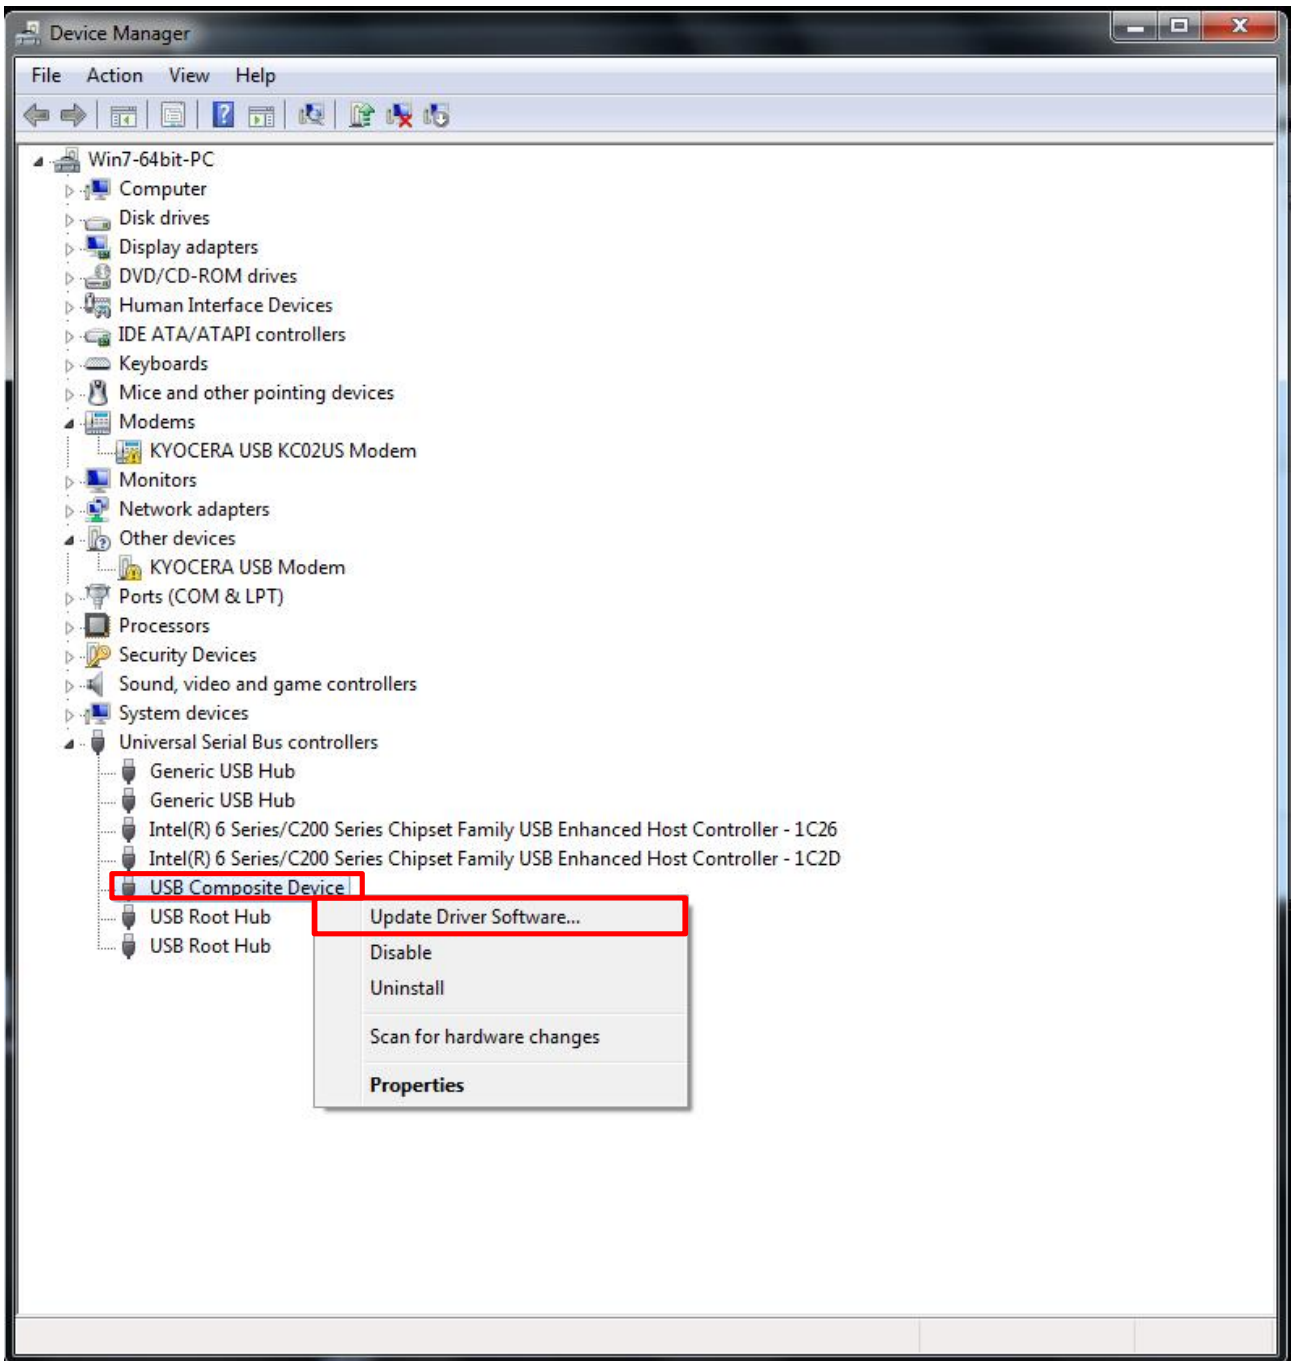 Device Manager
File Action View Help
Win7-64bit-PC
Computer
Disk drives
Display adapters
DVD/CD-ROM drives
Human Interface Devices
IDE ATA/ATAPI controllers
Keyboards
Mice and other pointing devices
Modems
KYOCERA USB KC02US Modem
Monitors
Network adapters
Other devices
KYOCERA USB Modem
Ports (COM & LPT)
Processors
Security Devices
Sound, video and game controllers
System devices
Universal Serial Bus controllers
Generic USB Hub
Generic USB Hub
Intel(R) 6 Series/C200 Series Chipset Family USB Enhanced Host Controller - 1C26
Intel(R) 6 Series/C200 Series Chipset Family USB Enhanced Host Controller - 1C2D
USB Composite Device
USB Root Hub
USB Root Hub
Update Driver Software...
Disable
Uninstall
Scan for hardware changes
Properties